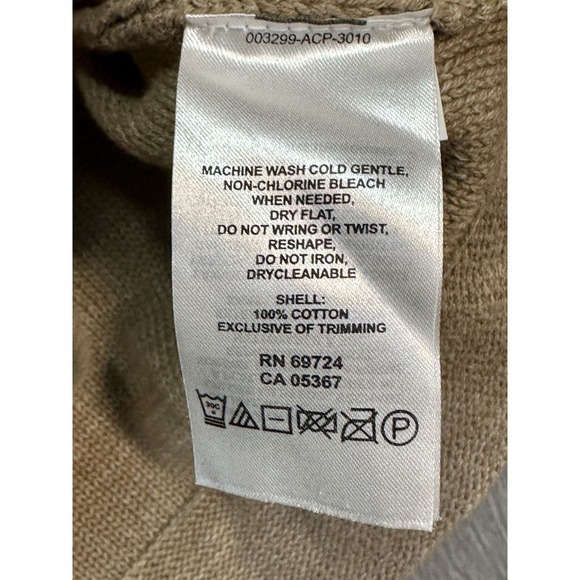 003299-ACP-3010
MACHINE WASH COLD GENTLE,
NON-CHLORINE BLEACH
WHEN NEEDED,
DRY FLAT,
DO NOT WRING OR TWIST,
RESHAPE,
DO NOT IRON,
DRYCLEANABLE
SHELL:
100% COTTON
EXCLUSIVE OF TRIMMING
RN 69724
CA 05367
30C P